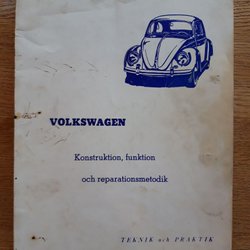 VOLKSWAGEN
Konstruktion, funktion
och reparationsmetodik
TEKNIK och PRAKTIK